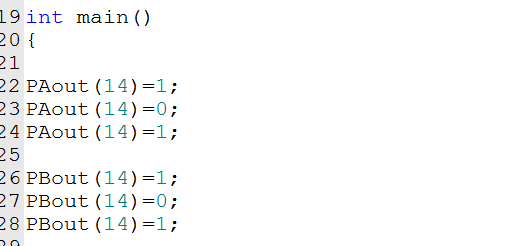 19 int main()
20 {
21
22 PAout(14)=1;
23 PAout(14)=0;
24 PAout(14)=1;
25
26 PBout(14)=1;
27 PBout(14)=0;
28 PBout(14)=1;
29